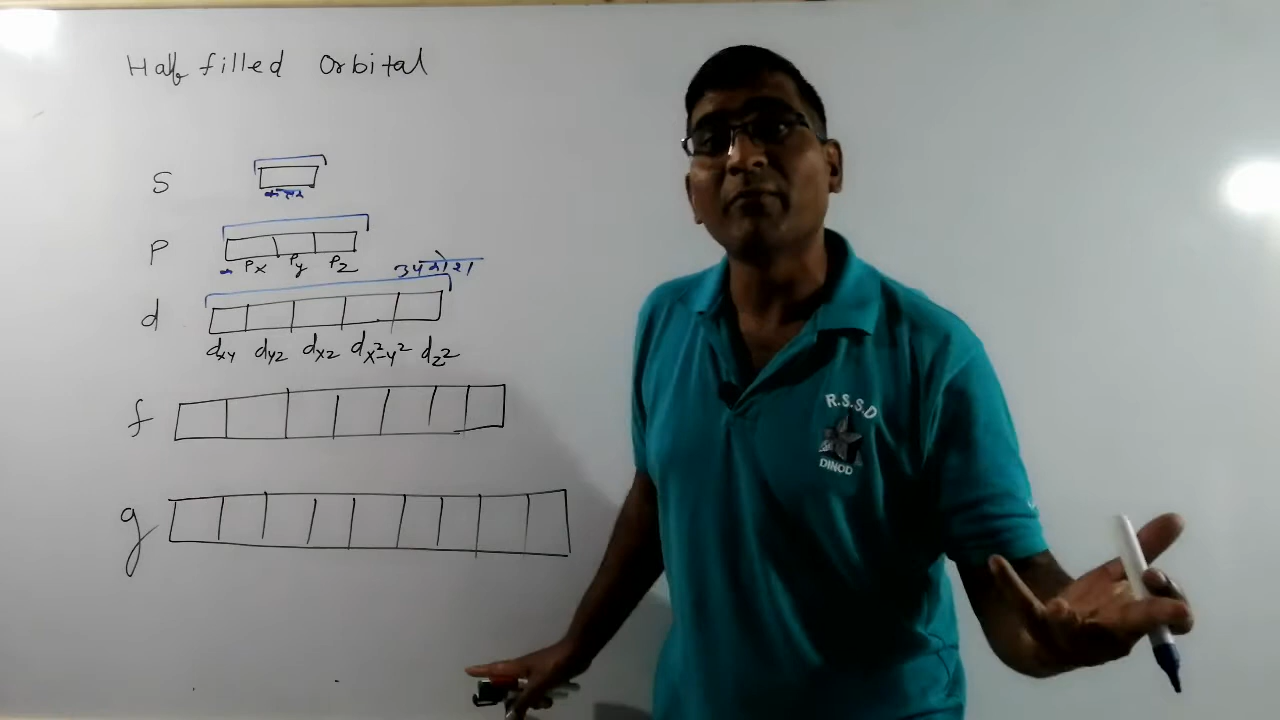 Half filled Orbital
S
P
Px Py Pz
d
dxy dyz dxz dx²-y² dz²
f
g
R.S.S.D
DINOD